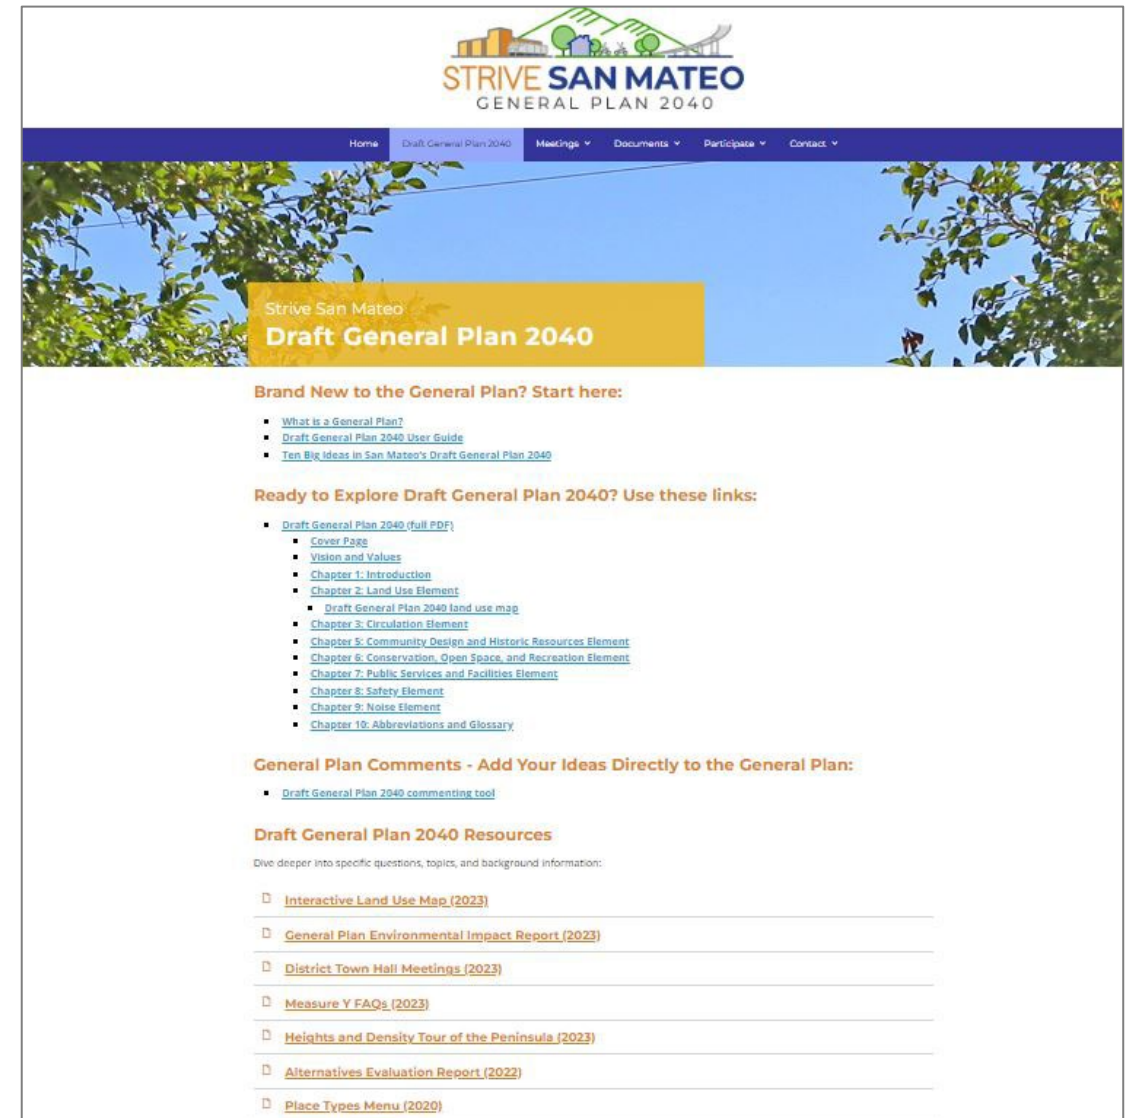 STRIVE SAN MATEO
GENERAL PLAN 2040
Home Draft General Plan 2040 Meetings Documents Participate Contact
Strive San Mateo
Draft General Plan 2040
Brand New to the General Plan? Start here:
What is a General Plan?
Draft General Plan 2040 User Guide
Ten Big Ideas in San Mateo's Draft General Plan 2040
Ready to Explore Draft General Plan 2040? Use these links:
Draft General Plan 2040 (full PDF)
Cover Page
Vision and Values
Chapter 1: Introduction
Chapter 2: Land Use Element
Draft General Plan 2040 land use map
Chapter 3: Circulation Element
Chapter 5: Community Design and Historic Resources Element
Chapter 6: Conservation, Open Space, and Recreation Element
Chapter 7: Public Services and Facilities Element
Chapter 8: Safety Element
Chapter 9: Noise Element
Chapter 10: Abbreviations and Glossary
General Plan Comments - Add Your Ideas Directly to the General Plan:
Draft General Plan 2040 commenting tool
Draft General Plan 2040 Resources
Dive deeper into specific questions, topics, and background information:
Interactive Land Use Map (2023)
General Plan Environmental Impact Report (2023)
District Town Hall Meetings (2023)
Measure Y FAQs (2023)
Heights and Density Tour of the Peninsula (2023)
Alternatives Evaluation Report (2022)
Place Types Menu (2020)